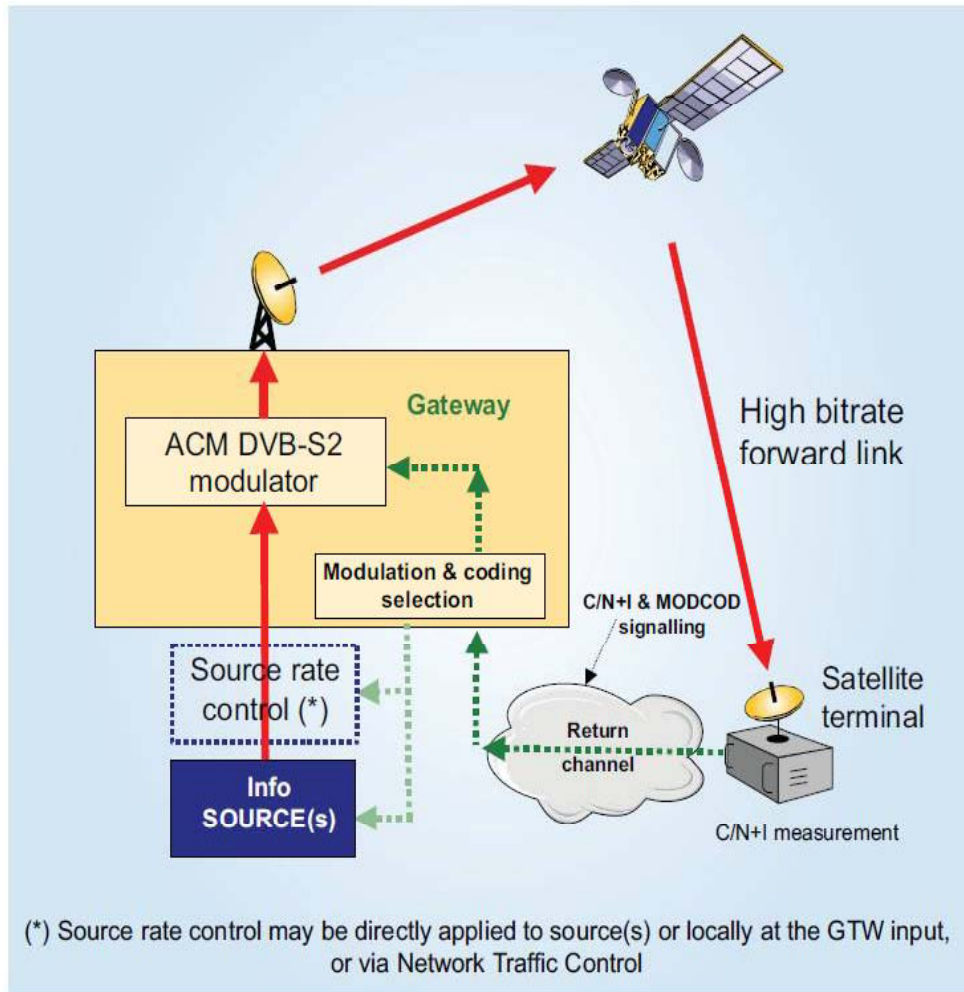 Gateway
ACM DVB-S2
modulator
High bitrate
forward link
Modulation & coding
selection
C/N+I & MODCOD
signalling
Source rate
control (*)
Satellite
terminal
Return
channel
Info
SOURCE(s)
C/N+I measurement
(*) Source rate control may be directly applied to source(s) or locally at the GTW input,
or via Network Traffic Control